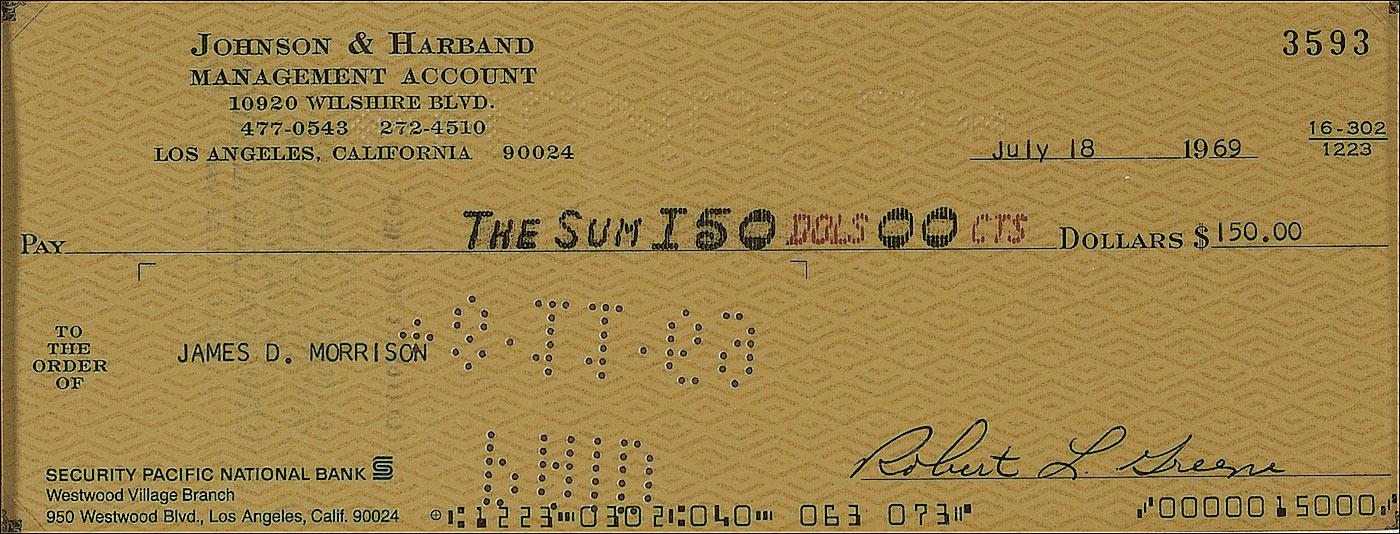 JOHNSON & HARBAND
MANAGEMENT ACCOUNT
10920 WILSHIRE BLVD.
477-0543 272-4510
LOS ANGELES, CALIFORNIA 90024
3593
July 18 1969
16-302
1223
PAY THE SUM 150 DOLS 00 CTS DOLLARS $ 150.00
TO
THE
ORDER
OF
JAMES D. MORRISON
SECURITY PACIFIC NATIONAL BANK
Westwood Village Branch
950 Westwood Blvd., Los Angeles, Calif. 90024
Robert L. Greene
1223 0302 040 063 073 0000015000